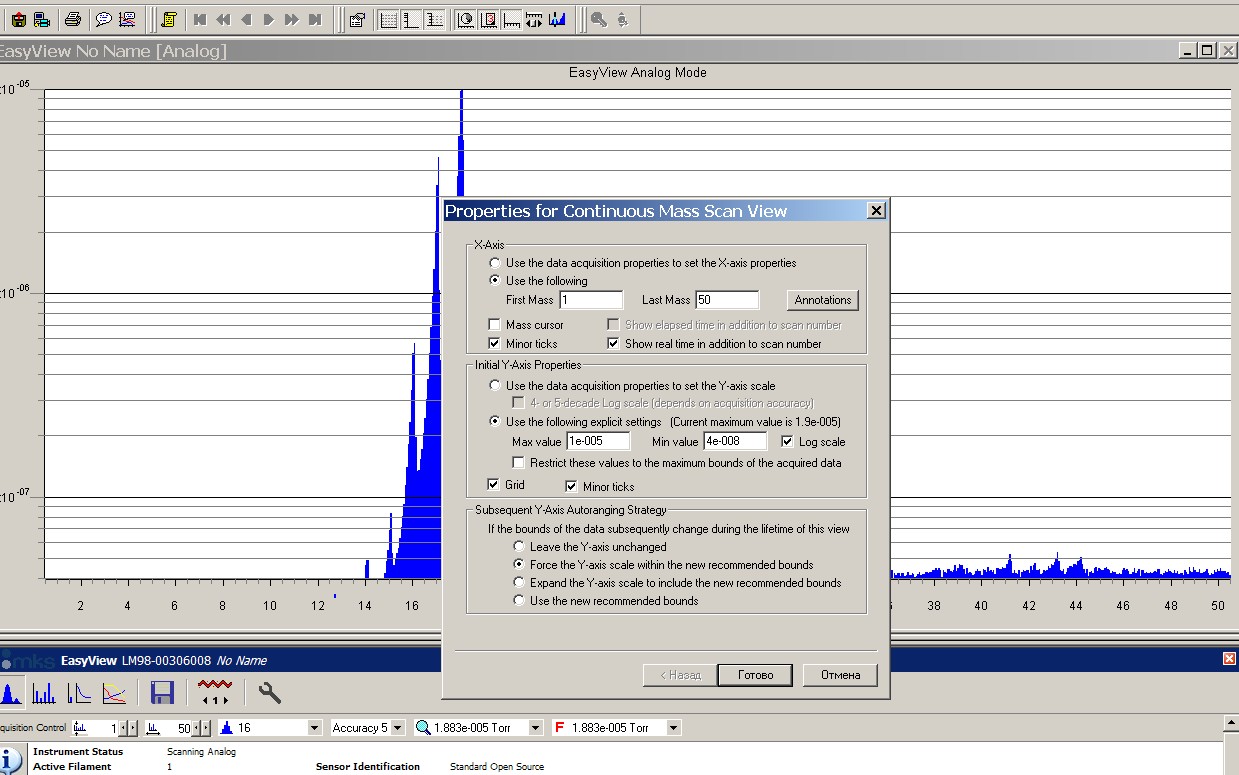 EasyView No Name [Analog]
EasyView Analog Mode
10 -05
10 -06
10 -07
2 4 6 8 10 12 14 16 38 40 42 44 46 48 50
Properties for Continuous Mass Scan View
X-Axis
Use the data acquisition properties to set the X-axis properties
Use the following
First Mass 1 Last Mass 50 Annotations
Mass cursor Show elapsed time in addition to scan number
Minor ticks Show real time in addition to scan number
Initial Y-Axis Properties
Use the data acquisition properties to set the Y-axis scale
4- or 5-decade Log scale (depends on acquisition accuracy)
Use the following explicit settings (Current maximum value is 1.9e-005)
Max value 1e-005 Min value 4e-008 Log scale
Restrict these values to the maximum bounds of the acquired data
Grid Minor ticks
Subsequent Y-Axis Autoranging Strategy
If the bounds of the data subsequently change during the lifetime of this view
Leave the Y-axis unchanged
Force the Y-axis scale within the new recommended bounds
Expand the Y-axis scale to include the new recommended bounds
Use the new recommended bounds
< Назад Готово Отмена
mks EasyView LM98-00306008 No Name
quisition Control 1 50 16 Accuracy 5 1.883e-005 Torr F 1.883e-005 Torr
Instrument Status Scanning Analog
Active Filament 1 Sensor Identification Standard Open Source